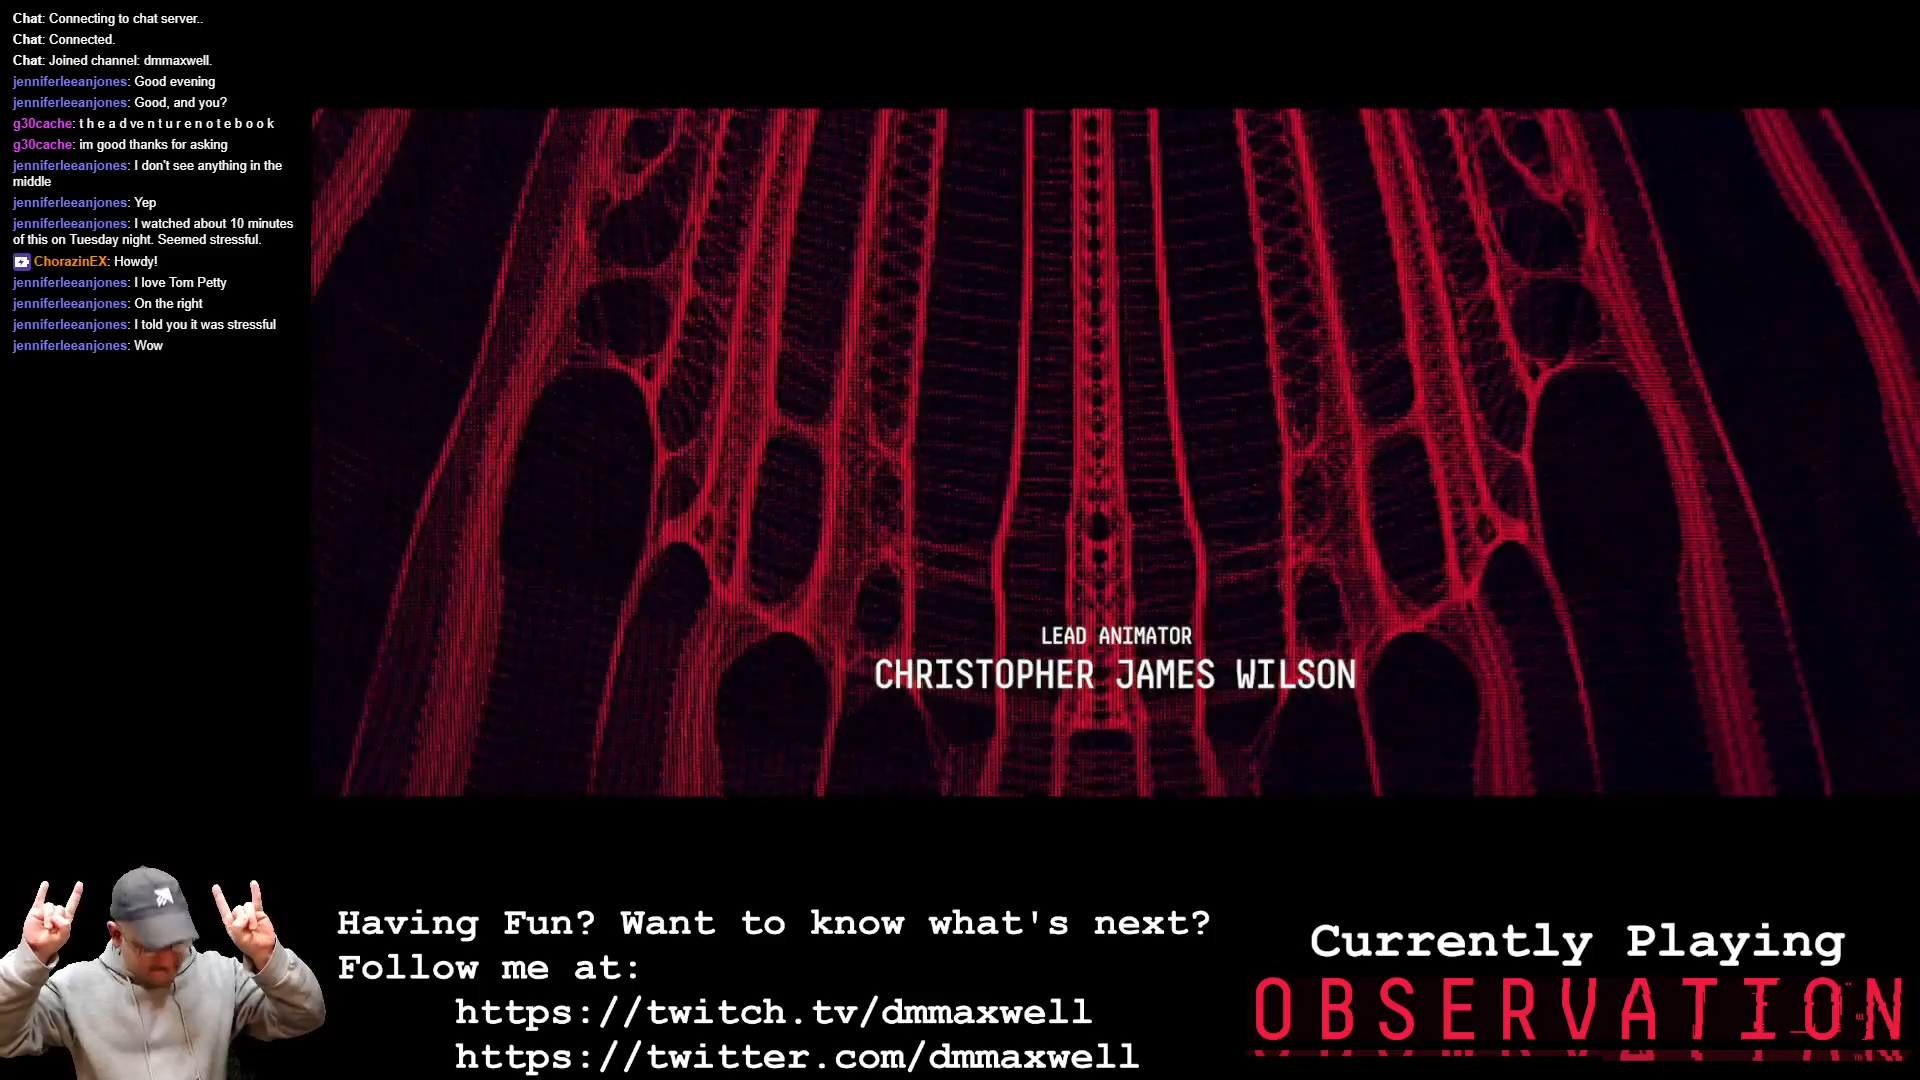 Chat: Connecting to chat server..
Chat: Connected.
Chat: Joined channel: dmmaxwell.
jenniferleeanjones: Good evening
jenniferleeanjones: Good, and you?
g30cache: t h e a d v e n t u r e n o t e b o o k
g30cache: im good thanks for asking
jenniferleeanjones: I don't see anything in the
middle
jenniferleeanjones: Yep
jenniferleeanjones: I watched about 10 minutes
of this on Tuesday night. Seemed stressful.
ChorazinEX: Howdy!
jenniferleeanjones: I love Tom Petty
jenniferleeanjones: On the right
jenniferleeanjones: I told you it was stressful
jenniferleeanjones: Wow
LEAD ANIMATOR
CHRISTOPHER JAMES WILSON
Having Fun? Want to know what's next?
Follow me at:
https://twitch.tv/dmmaxwell
https://twitter.com/dmmaxwell
Currently Playing
OBSERVATION